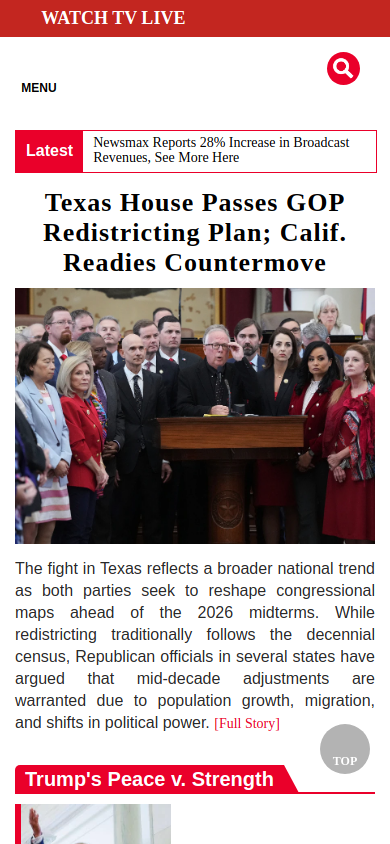 WATCH TV LIVE
MENU
Latest
Newsmax Reports 28% Increase in Broadcast
Revenues, See More Here
Texas House Passes GOP
Redistricting Plan; Calif.
Readies Countermove
The fight in Texas reflects a broader national trend
as both parties seek to reshape congressional
maps ahead of the 2026 midterms. While
redistricting traditionally follows the decennial
census, Republican officials in several states have
argued that mid-decade adjustments are
warranted due to population growth, migration,
and shifts in political power. [Full Story]
TOP
Trump's Peace v. Strength